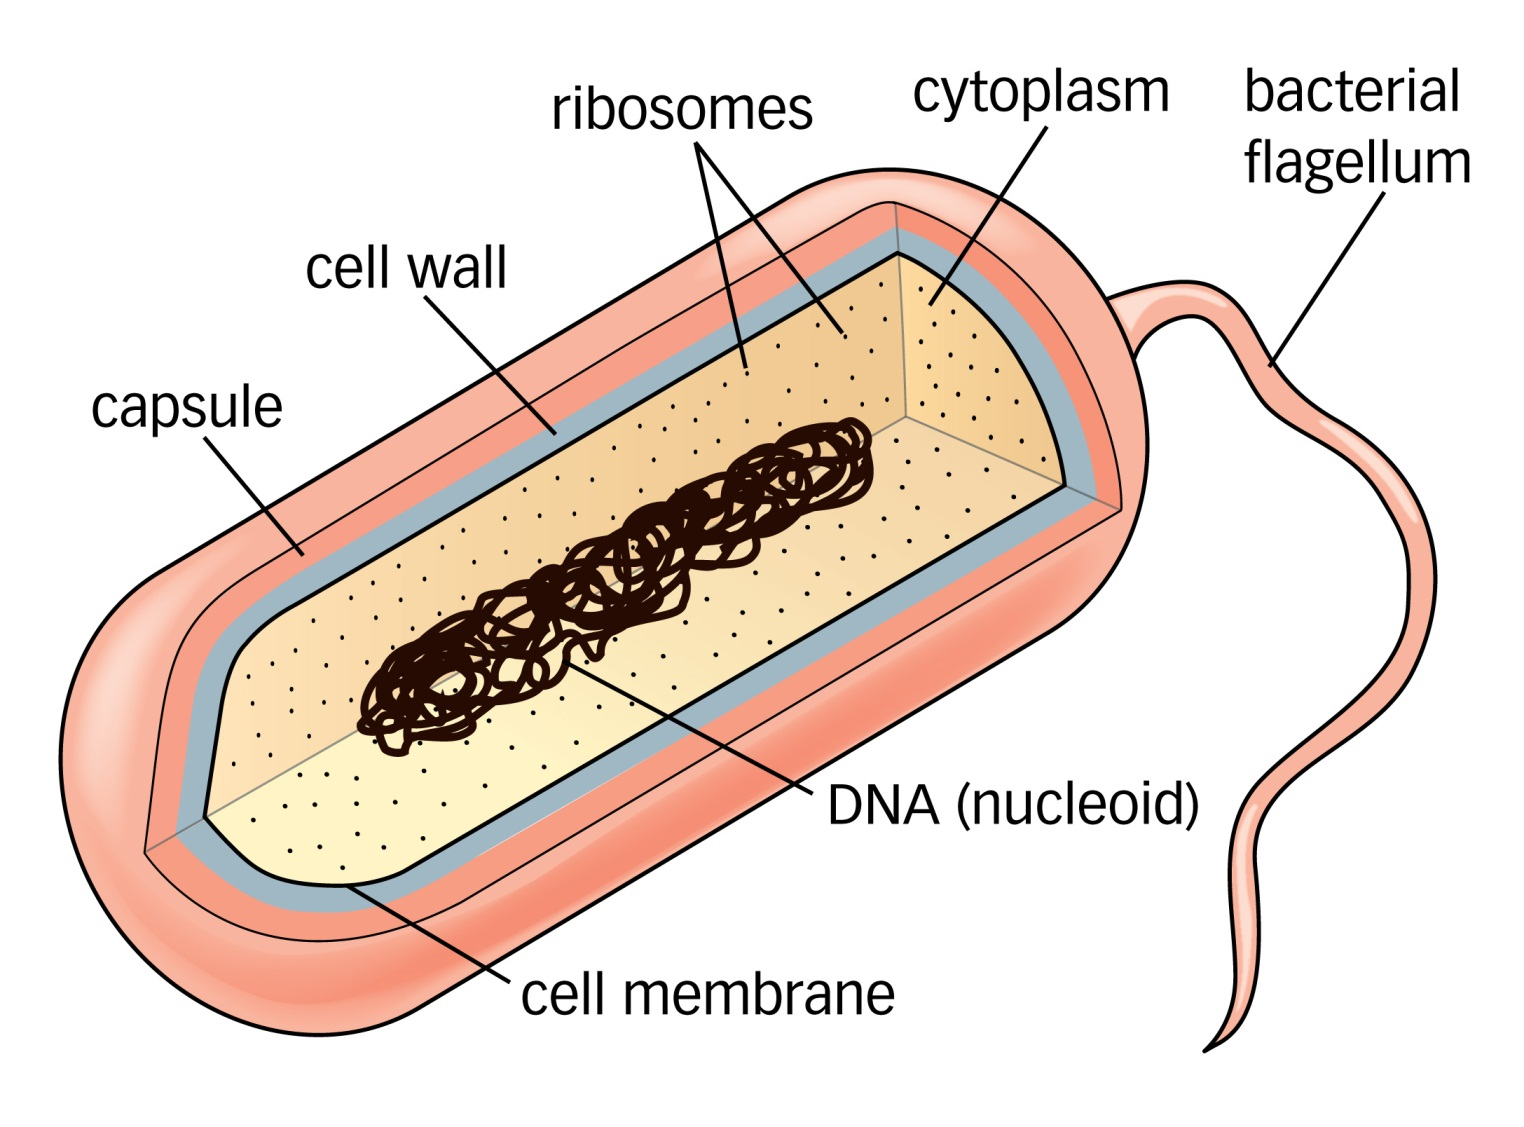 ribosomes
cytoplasm
bacterial
flagellum
cell wall
capsule
DNA (nucleoid)
cell membrane